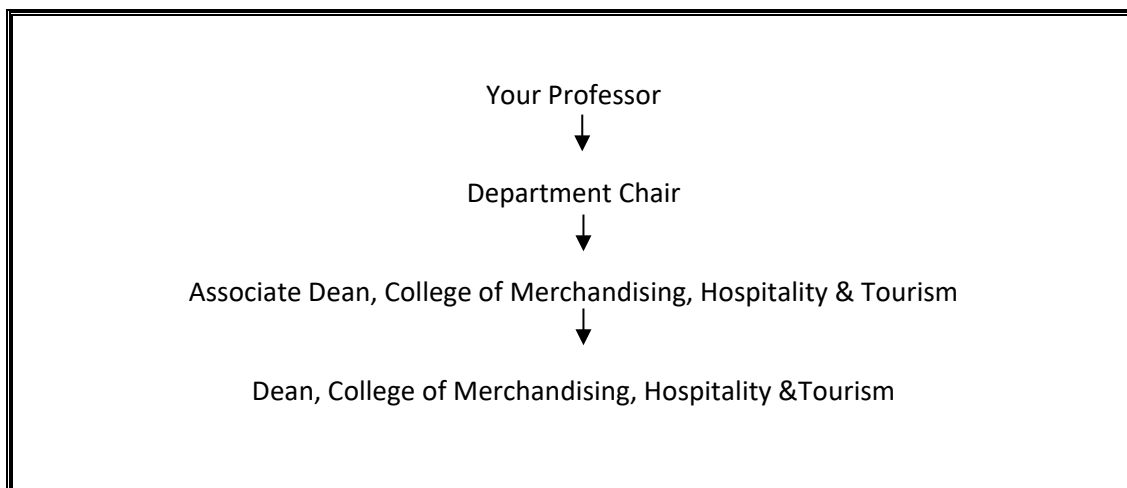 Your Professor
Department Chair
Associate Dean, College of Merchandising, Hospitality & Tourism
Dean, College of Merchandising, Hospitality &Tourism